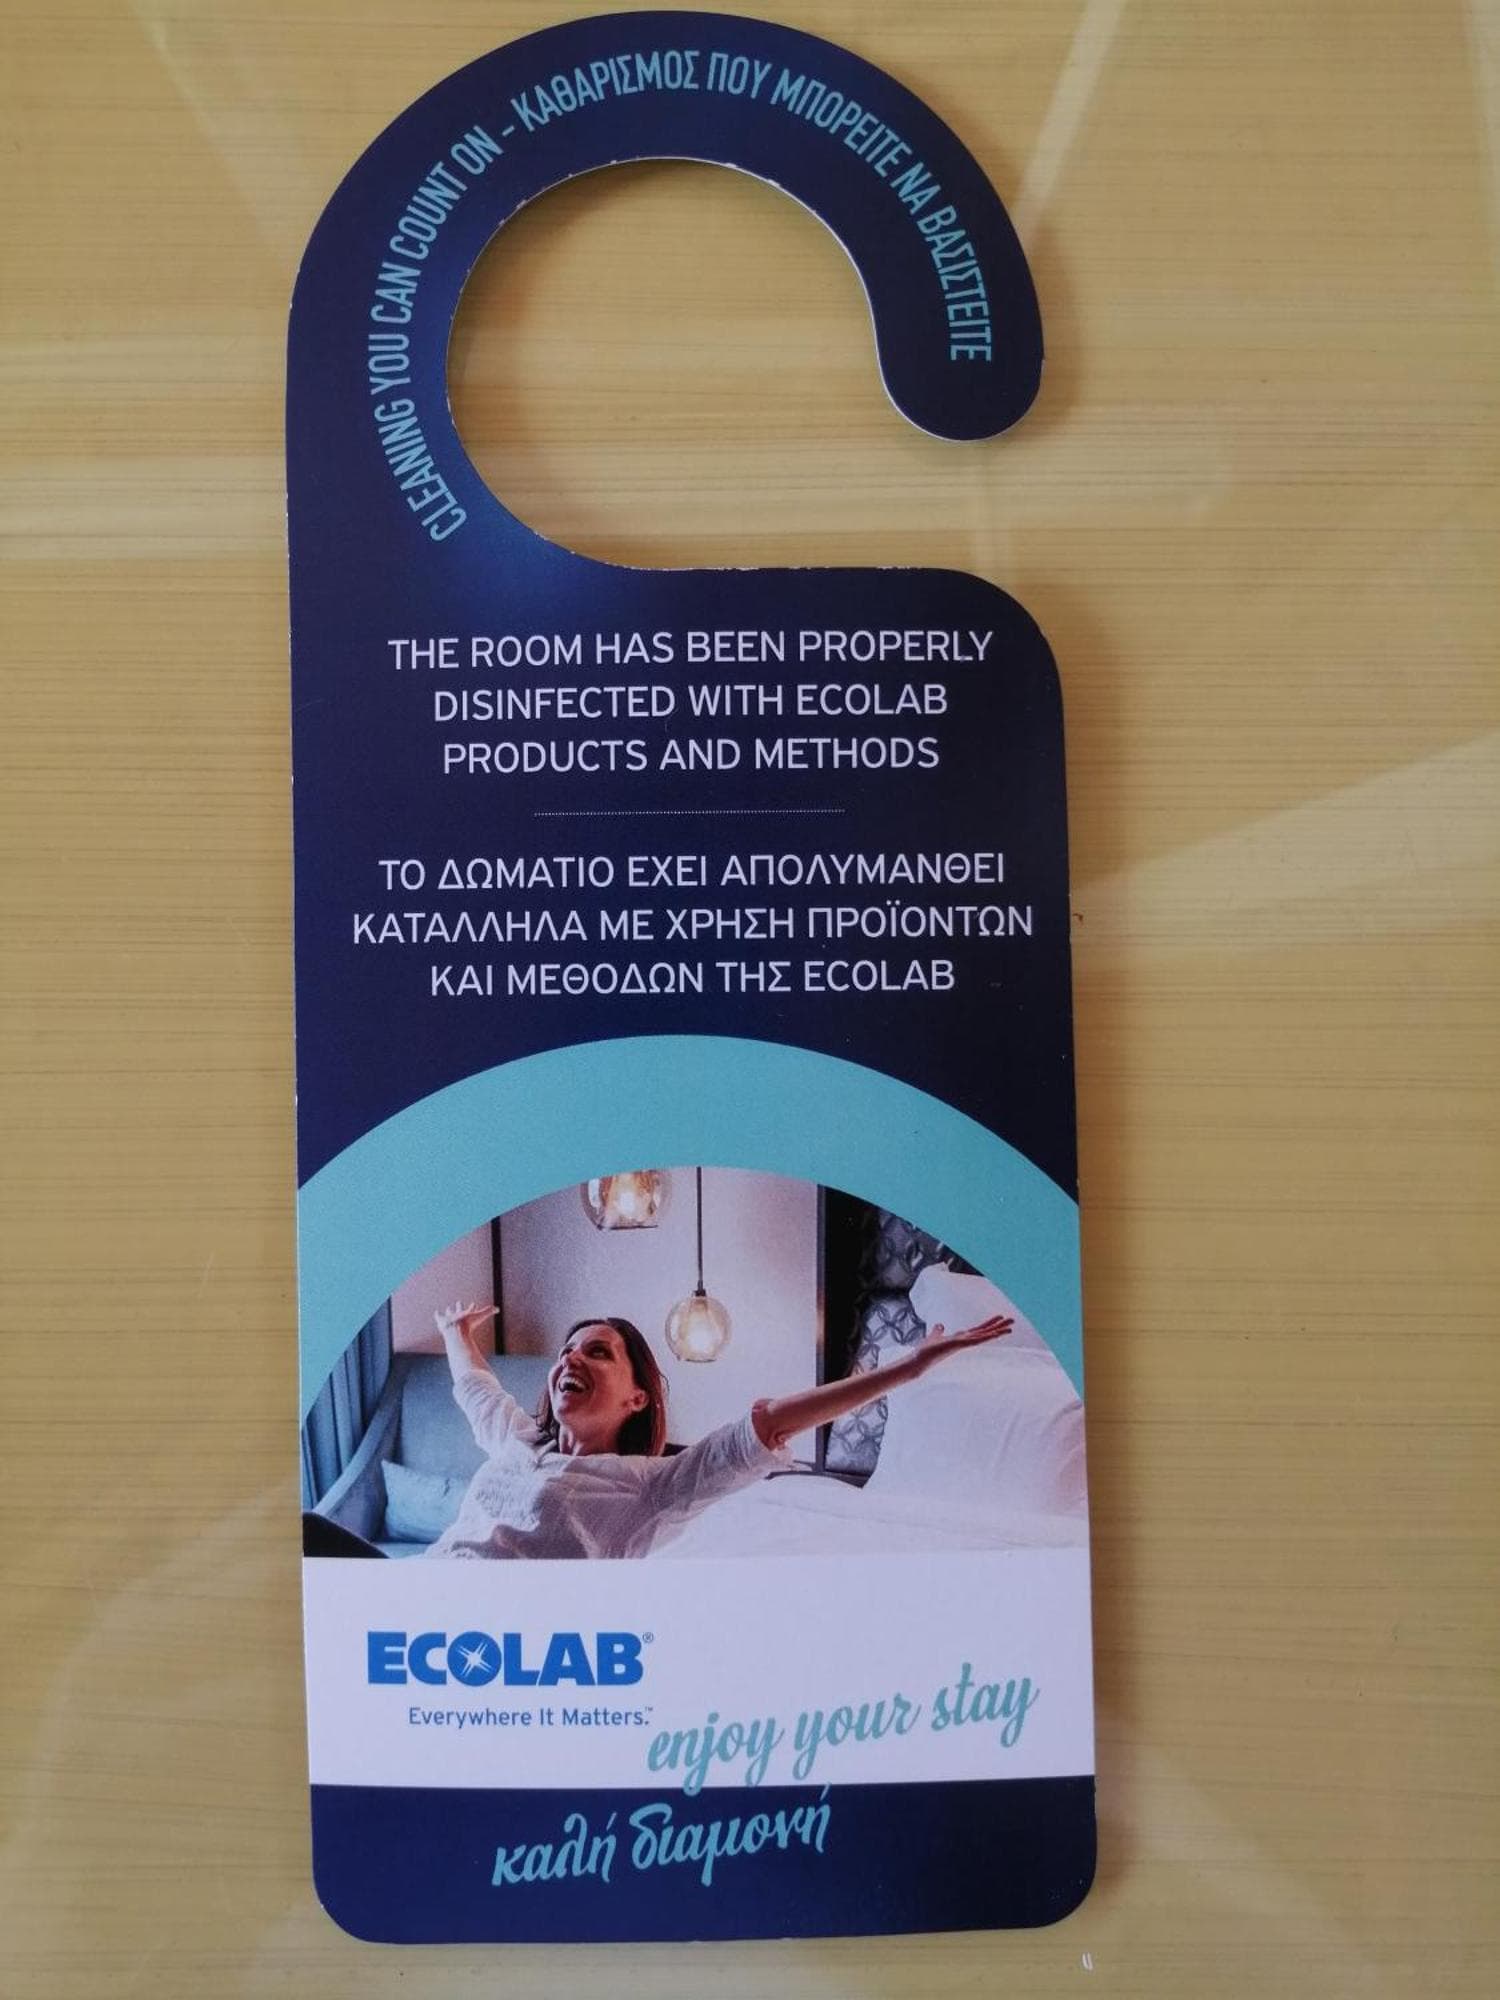 CLEANING YOU CAN COUNT ON - ΚΑΘΑΡΙΣΜΟΣ ΠΟΥ ΜΠΟΡΕΙΤΕ ΝΑ ΒΑΣΙΣΤΕΙΤΕ
THE ROOM HAS BEEN PROPERLY
DISINFECTED WITH ECOLAB
PRODUCTS AND METHODS
ΤΟ ΔΩΜΑΤΙΟ ΕΧΕΙ ΑΠΟΛΥΜΑΝΘΕΙ
ΚΑΤΑΛΛΗΛΑ ΜΕ ΧΡΗΣΗ ΠΡΟΪΟΝΤΩΝ
ΚΑΙ ΜΕΘΟΔΩΝ ΤΗΣ ECOLAB
ECOLAB®
Everywhere It Matters.™
enjoy your stay
καλή διαμονή